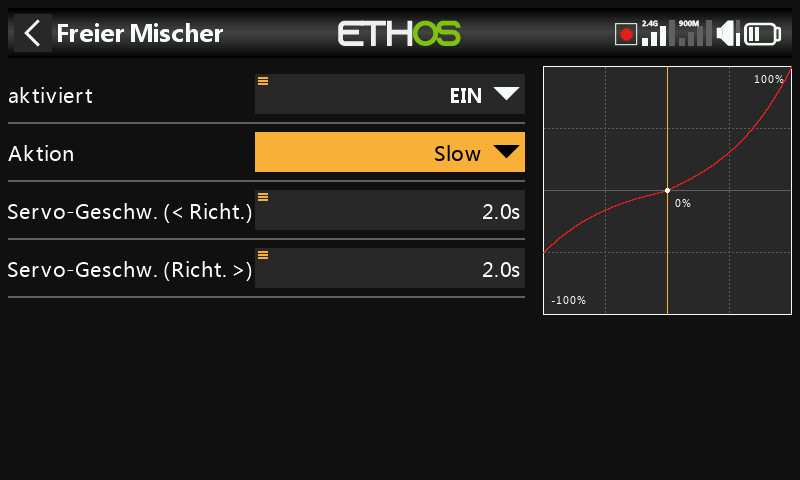 Freier Mischer
ETHOS
2.4G
900M
aktiviert
EIN
Aktion
Slow
Servo-Geschw. (< Richt.)
2.0s
Servo-Geschw. (Richt. >)
2.0s
100%
0%
-100%